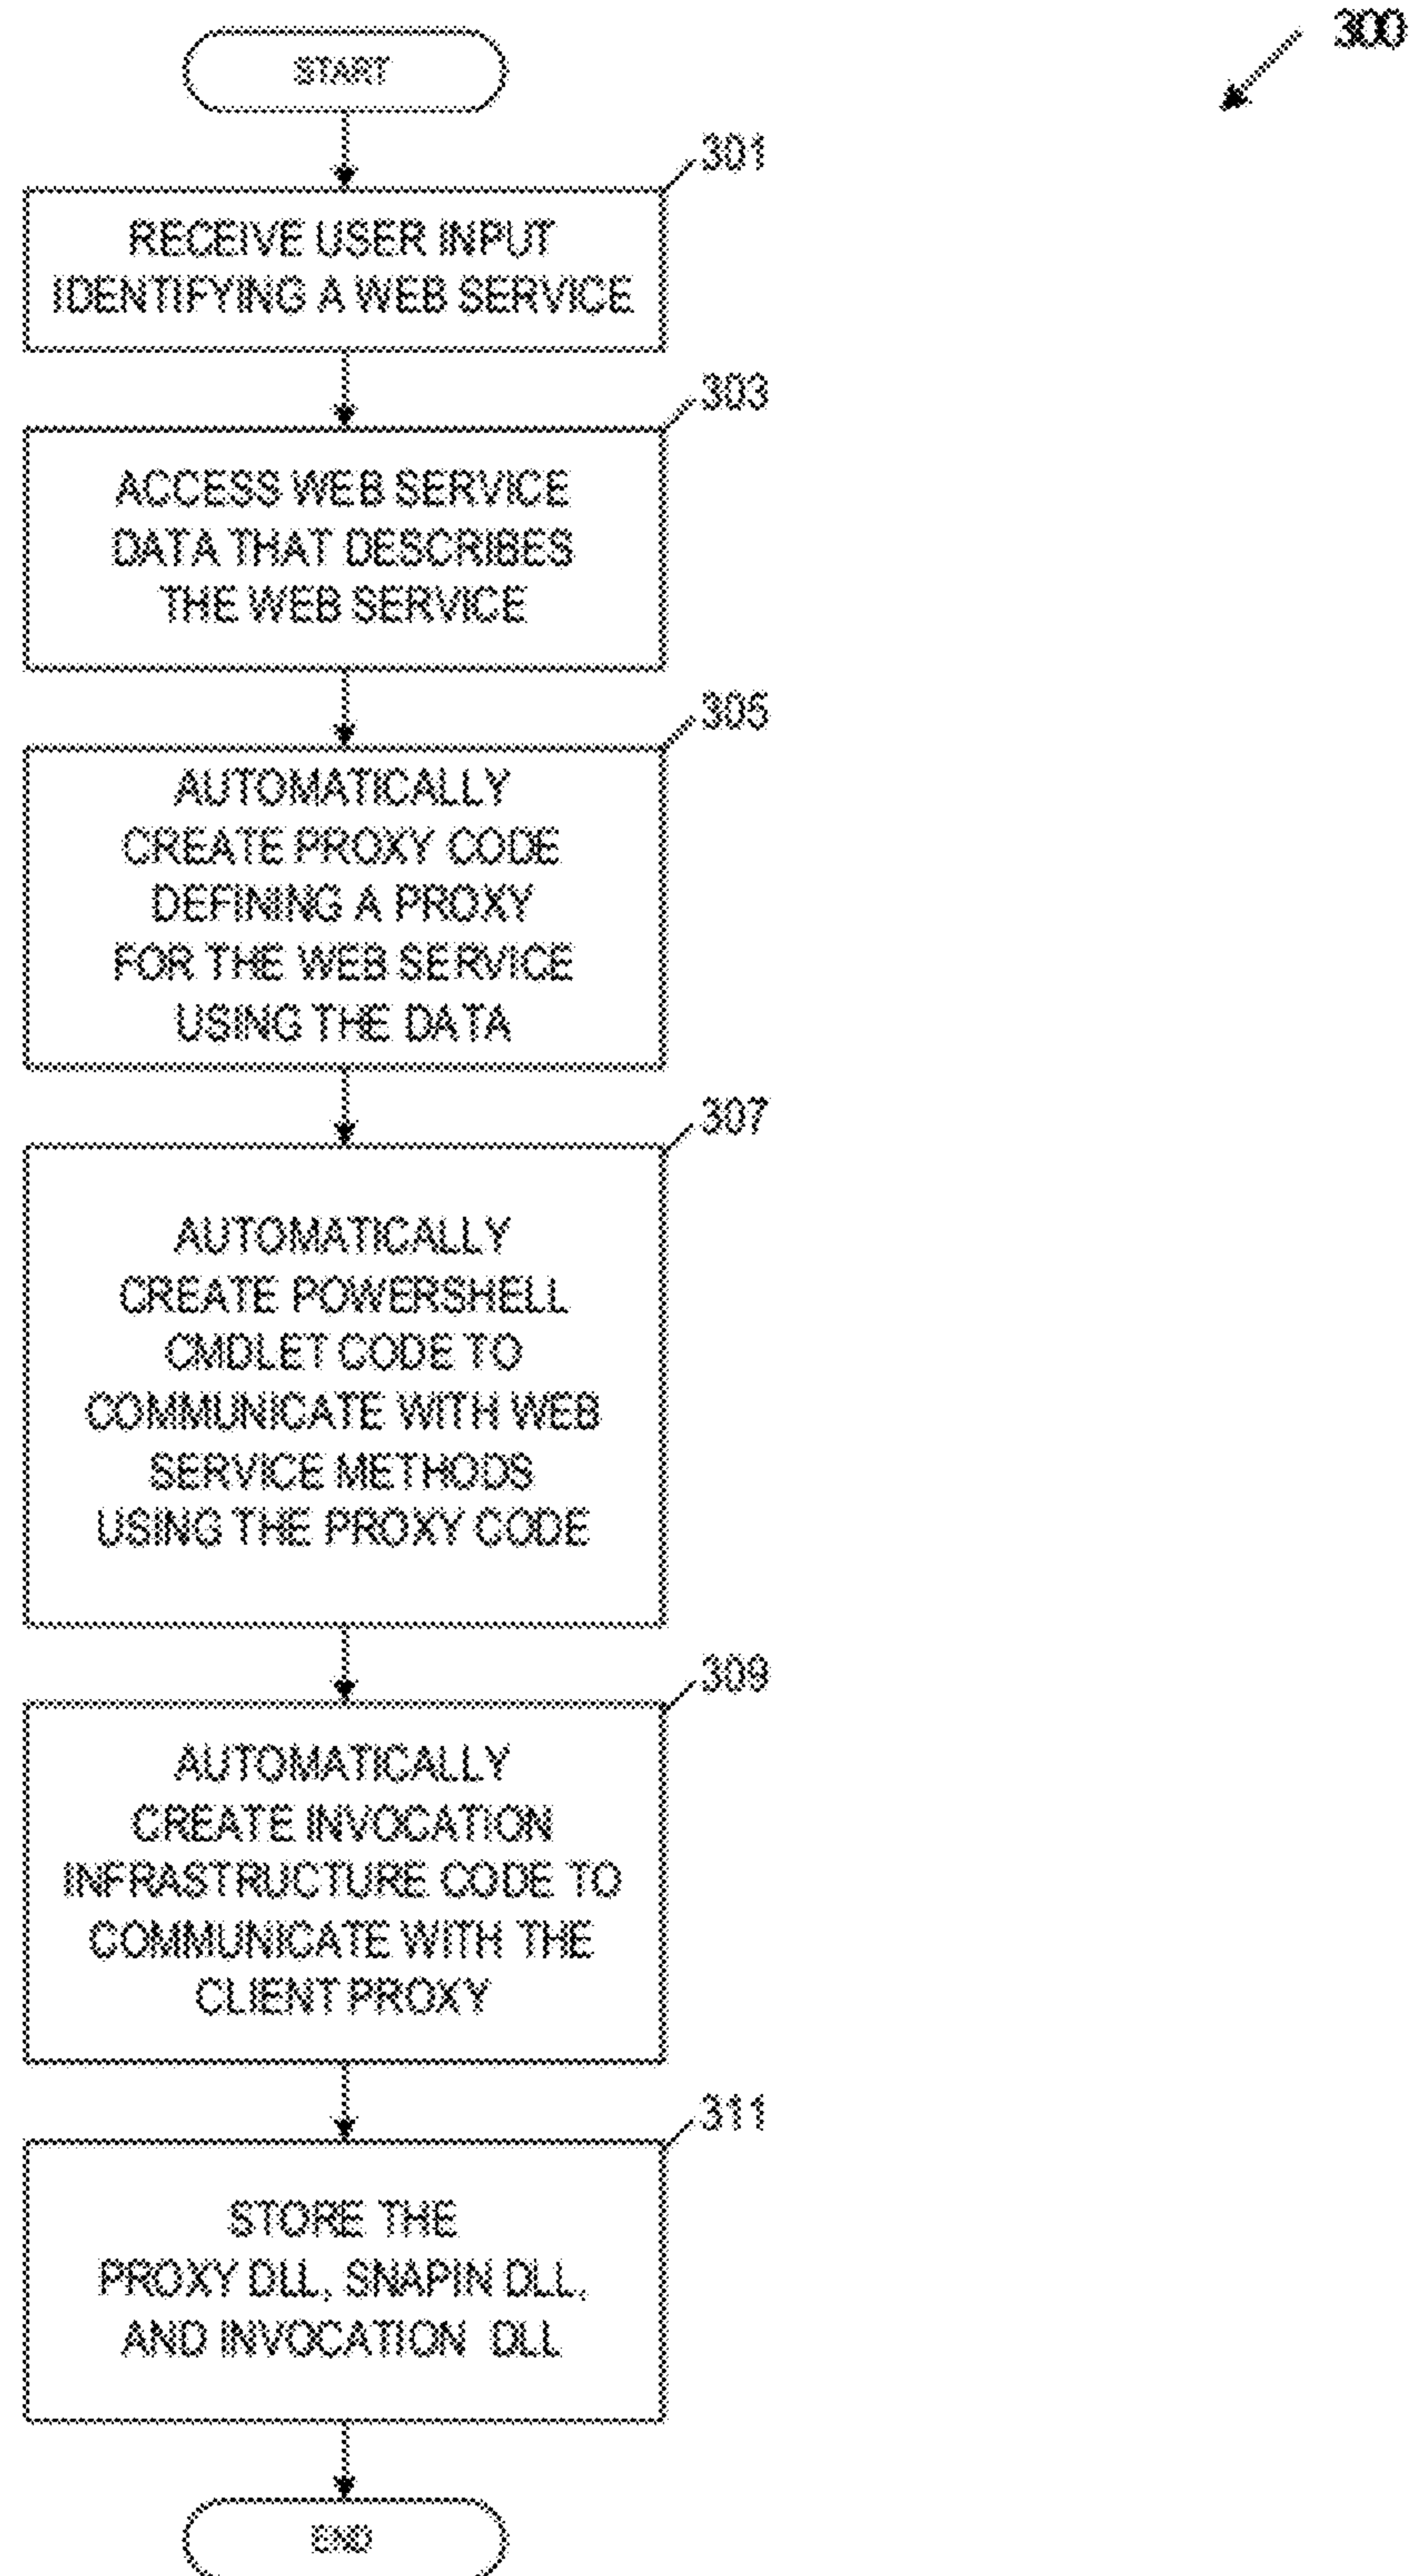 300
START
301
RECEIVE USER INPUT
IDENTIFYING A WEB SERVICE
303
ACCESS WEB SERVICE
DATA THAT DESCRIBES
THE WEB SERVICE
305
AUTOMATICALLY
CREATE PROXY CODE
DEFINING A PROXY
FOR THE WEB SERVICE
USING THE DATA
307
AUTOMATICALLY
CREATE POWERSHELL
CMDLET CODE TO
COMMUNICATE WITH WEB
SERVICE METHODS
USING THE PROXY CODE
309
AUTOMATICALLY
CREATE INVOCATION
INFRASTRUCTURE CODE TO
COMMUNICATE WITH THE
CLIENT PROXY
311
STORE THE
PROXY DLL, SNAPIN DLL,
AND INVOCATION DLL
END